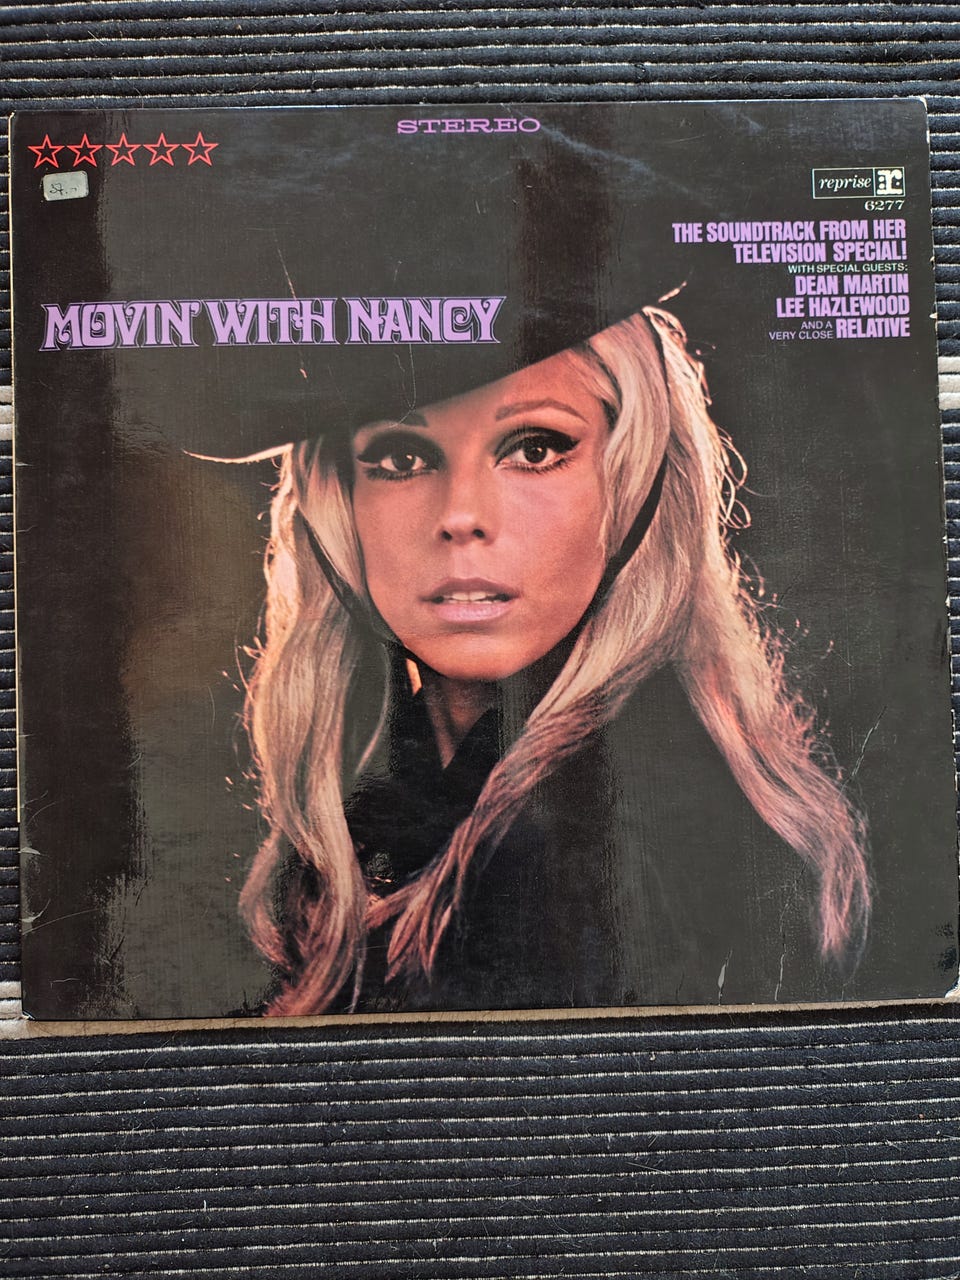 STEREO
reprise r:
6277
THE SOUNDTRACK FROM HER
TELEVISION SPECIAL!
WITH SPECIAL GUESTS:
DEAN MARTIN
LEE HAZLEWOOD
AND A
VERY CLOSE RELATIVE
MOVIN' WITH NANCY